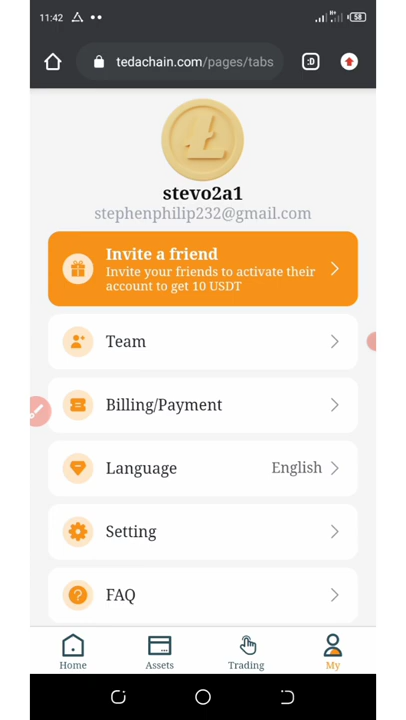 11:42
58
tedachain.com/pages/tabs
:D
stevo2a1
stephenphilip232@gmail.com
Invite a friend
Invite your friends to activate their
account to get 10 USDT
Team
Billing/Payment
Language English
Setting
FAQ
Home Assets Trading My